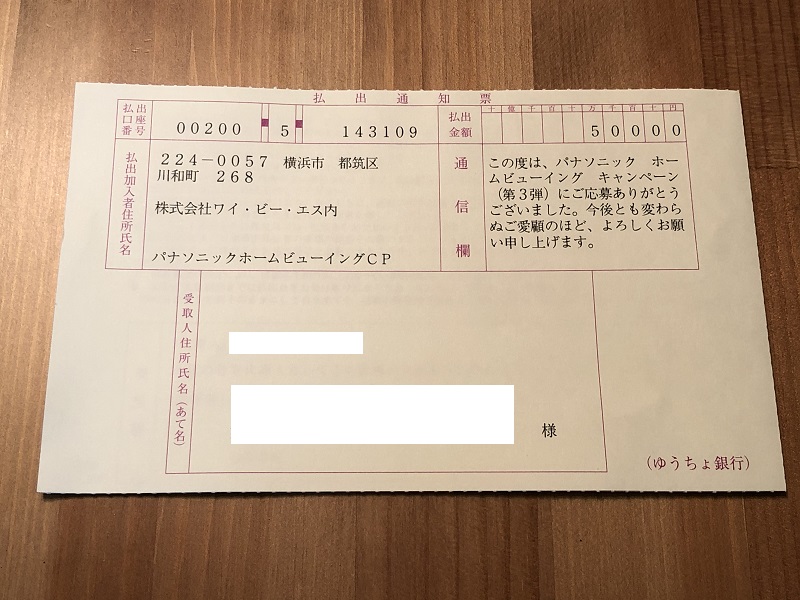 払出通知票
払出口座番号
00200 5 143109
払出金額
十億千百十万千百十円
50000
払出加入者住所氏名
224－0057 横浜市 都筑区
川和町 268
株式会社ワイ・ビー・エス内
パナソニックホームビューイングＣＰ
通信欄
この度は、パナソニック ホー
ムビューイング キャンペーン
（第３弾）にご応募ありがとう
ございました。今後とも変わら
ぬご愛顧のほど、よろしくお願
い申し上げます。
受取人住所氏名（あて名）
様
（ゆうちょ銀行）